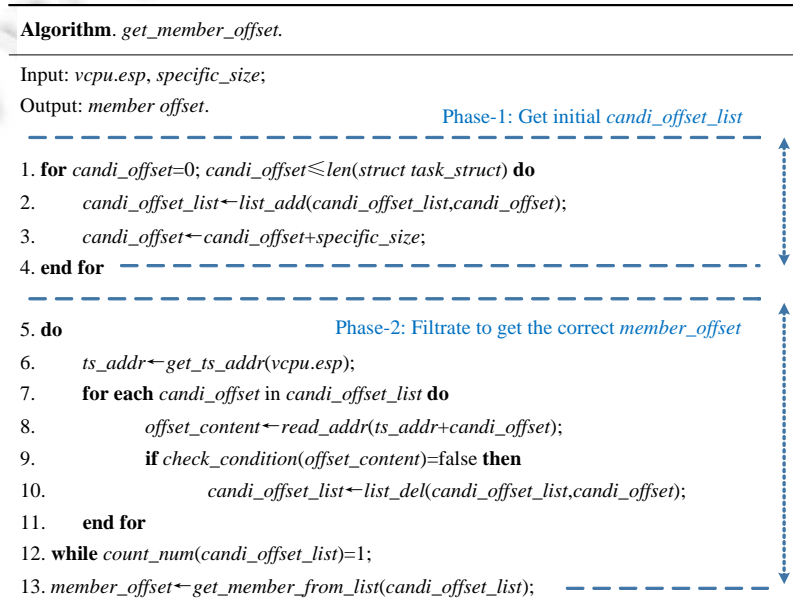 Algorithm. get_member_offset.
Input: vcpu.esp, specific_size;
Output: member offset.
Phase-1: Get initial candi_offset_list
1. for candi_offset=0; candi_offset≤len(struct task_struct) do
2. candi_offset_list←list_add(candi_offset_list,candi_offset);
3. candi_offset←candi_offset+specific_size;
4. end for
5. do
Phase-2: Filtrate to get the correct member_offset
6. ts_addr←get_ts_addr(vcpu.esp);
7. for each candi_offset in candi_offset_list do
8. offset_content←read_addr(ts_addr+candi_offset);
9. if check_condition(offset_content)=false then
10. candi_offset_list←list_del(candi_offset_list,candi_offset);
11. end for
12. while count_num(candi_offset_list)=1;
13. member_offset←get_member_from_list(candi_offset_list);